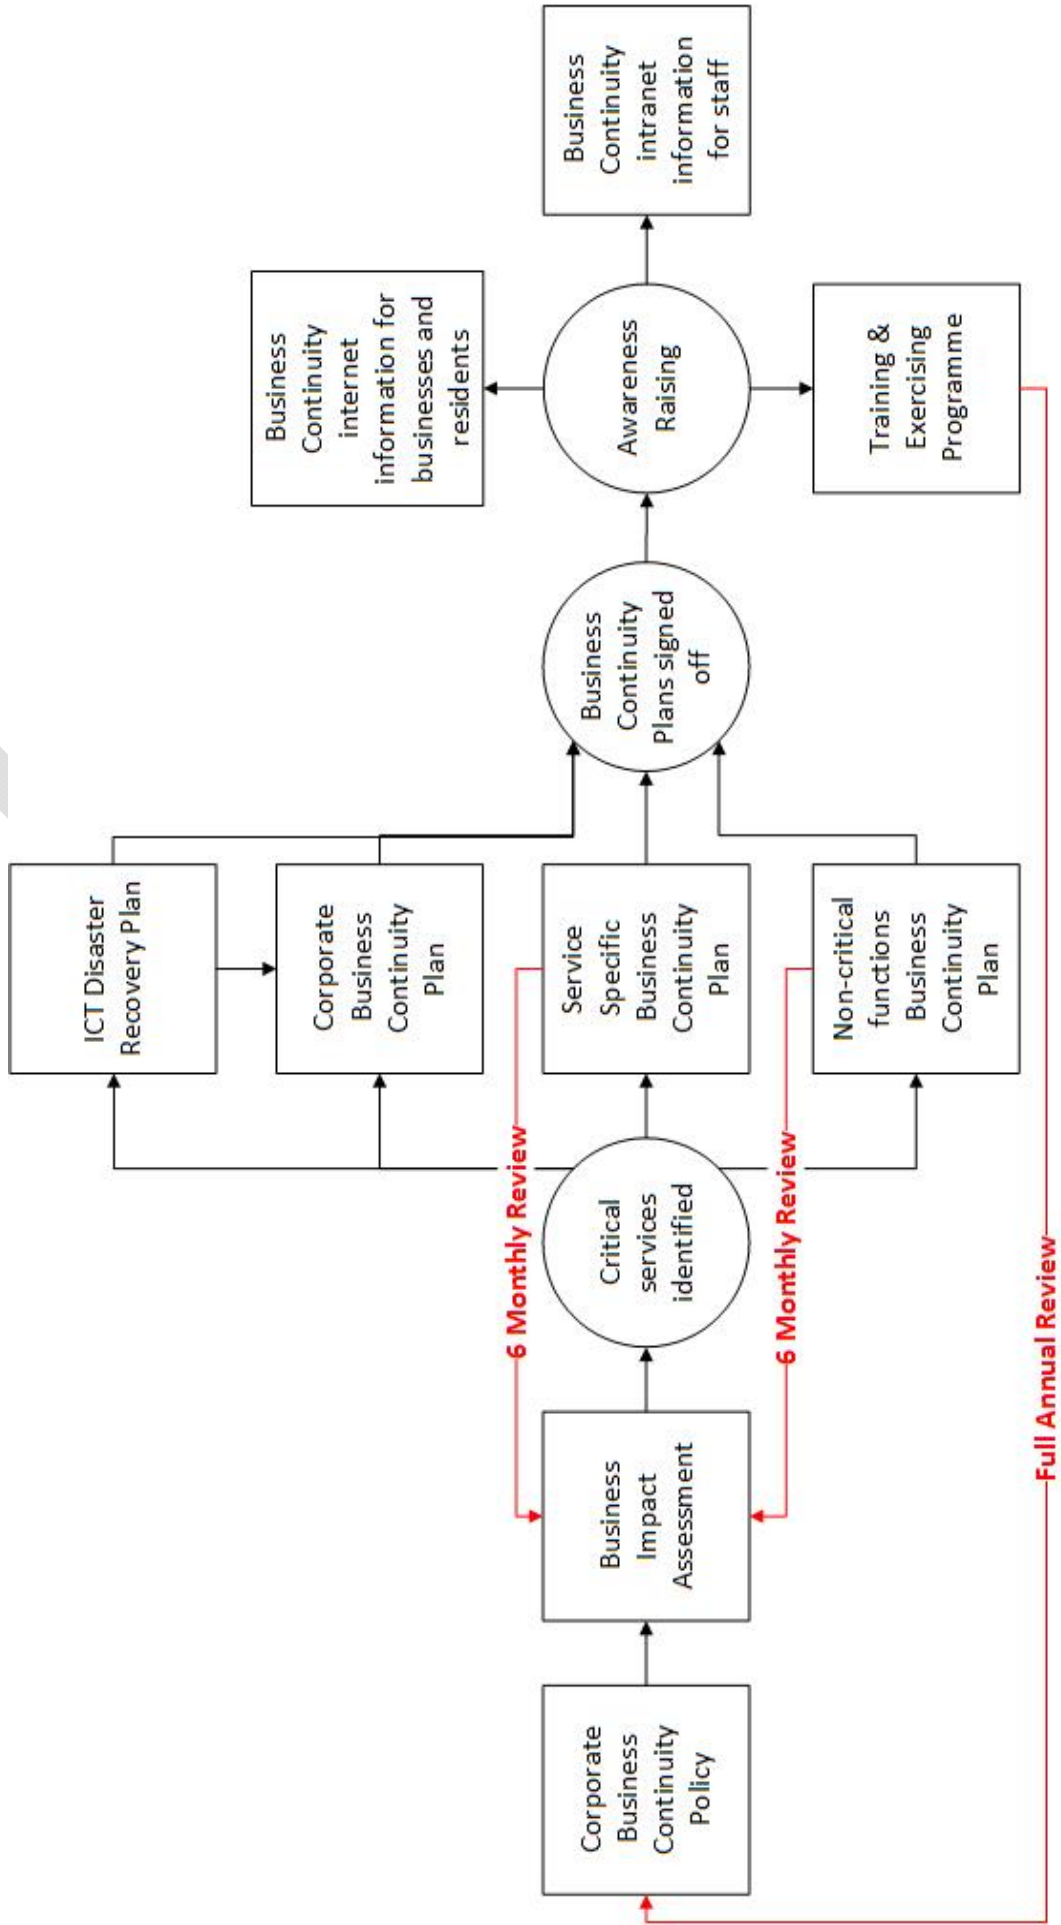 Corporate
Business
Continuity
Policy
Business
Impact
Assessment
Critical
services
identified
6 Monthly Review
6 Monthly Review
ICT Disaster
Recovery Plan
Corporate
Business
Continuity
Plan
Service
Specific
Business
Continuity
Plan
Non-critical
functions
Business
Continuity
Plan
Business
Continuity
Plans signed
off
Awareness
Raising
Business
Continuity
internet
information for
businesses and
residents
Business
Continuity
intranet
information
for staff
Training &
Exercising
Programme
Full Annual Review